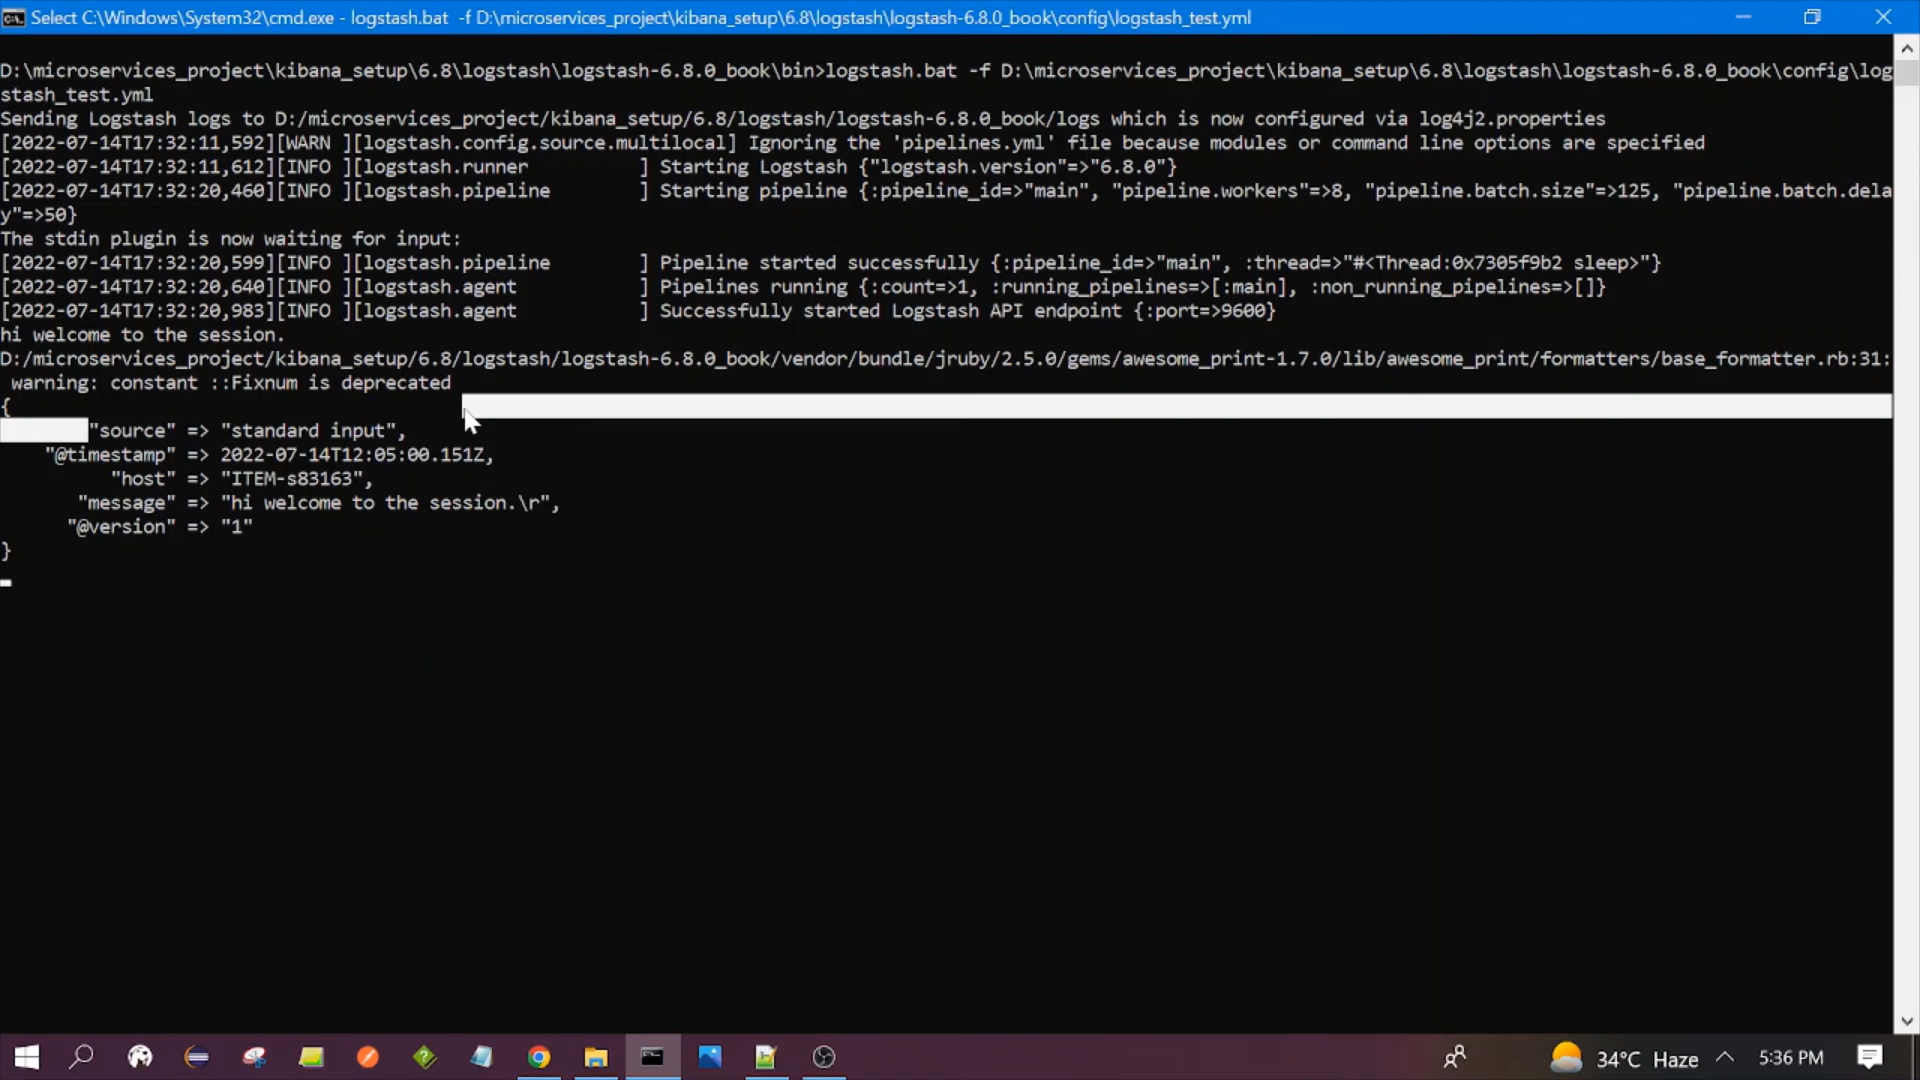 Select C:\Windows\System32\cmd.exe - logstash.bat  -f D:\microservices_project\kibana_setup\6.8\logstash\logstash-6.8.0_book\config\logstash_test.yml
D:\microservices_project\kibana_setup\6.8\logstash\logstash-6.8.0_book\bin>logstash.bat -f D:\microservices_project\kibana_setup\6.8\logstash\logstash-6.8.0_book\config\log
stash_test.yml
Sending Logstash logs to D:/microservices_project/kibana_setup/6.8/logstash/logstash-6.8.0_book/logs which is now configured via log4j2.properties
[2022-07-14T17:32:11,592][WARN ][logstash.config.source.multilocal] Ignoring the 'pipelines.yml' file because modules or command line options are specified
[2022-07-14T17:32:11,612][INFO ][logstash.runner          ] Starting Logstash {"logstash.version"=>"6.8.0"}
[2022-07-14T17:32:20,460][INFO ][logstash.pipeline        ] Starting pipeline {:pipeline_id=>"main", "pipeline.workers"=>8, "pipeline.batch.size"=>125, "pipeline.batch.dela
y"=>50}
The stdin plugin is now waiting for input:
[2022-07-14T17:32:20,599][INFO ][logstash.pipeline        ] Pipeline started successfully {:pipeline_id=>"main", :thread=>"#<Thread:0x7305f9b2 sleep>"}
[2022-07-14T17:32:20,640][INFO ][logstash.agent           ] Pipelines running {:count=>1, :running_pipelines=>[:main], :non_running_pipelines=>[]}
[2022-07-14T17:32:20,983][INFO ][logstash.agent           ] Successfully started Logstash API endpoint {:port=>9600}
hi welcome to the session.
D:/microservices_project/kibana_setup/6.8/logstash/logstash-6.8.0_book/vendor/bundle/jruby/2.5.0/gems/awesome_print-1.7.0/lib/awesome_print/formatters/base_formatter.rb:31:
 warning: constant ::Fixnum is deprecated
{
"source" => "standard input",
"@timestamp" => 2022-07-14T12:05:00.151Z,
"host" => "ITEM-s83163",
"message" => "hi welcome to the session.\r",
"@version" => "1"
}
34°C Haze
5:36 PM